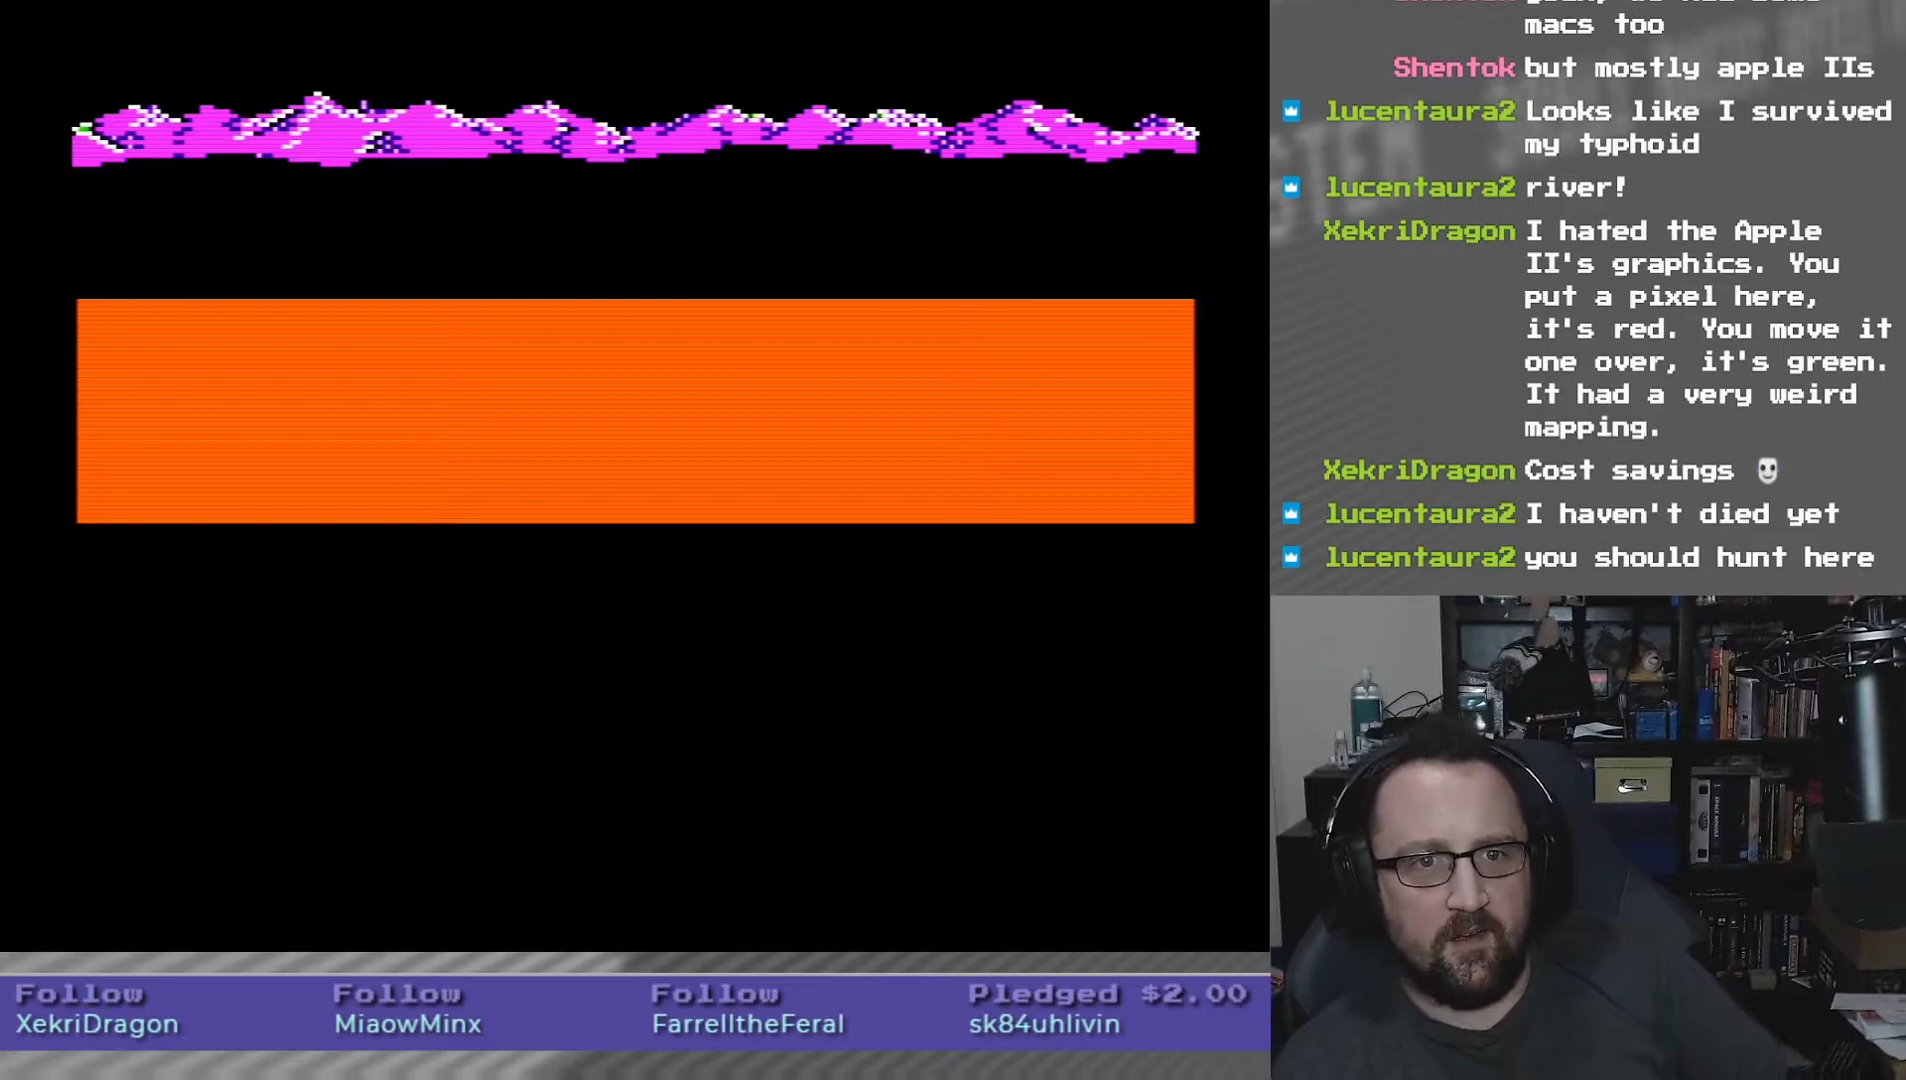 macs too
Shentok but mostly apple IIs
lucentaura2 Looks like I survived
my typhoid
lucentaura2 river!
XekriDragon I hated the Apple
II's graphics. You
put a pixel here,
it's red. You move it
one over, it's green.
It had a very weird
mapping.
XekriDragon Cost savings
lucentaura2 I haven't died yet
lucentaura2 you should hunt here
Follow
XekriDragon
Follow
MiaowMinx
Follow
FarrelltheFeral
Pledged $2.00
sk84uhlivin